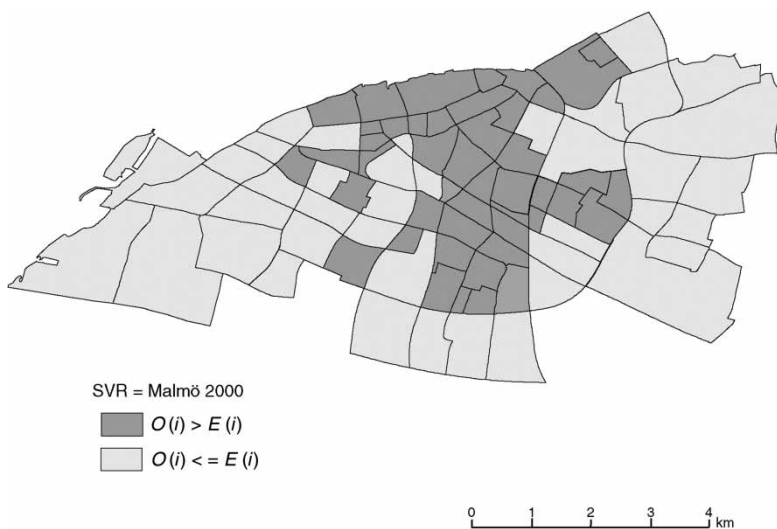 SVR = Malmö 2000
O (i) > E (i)
O (i) <= E (i)
0 1 2 3 4
km